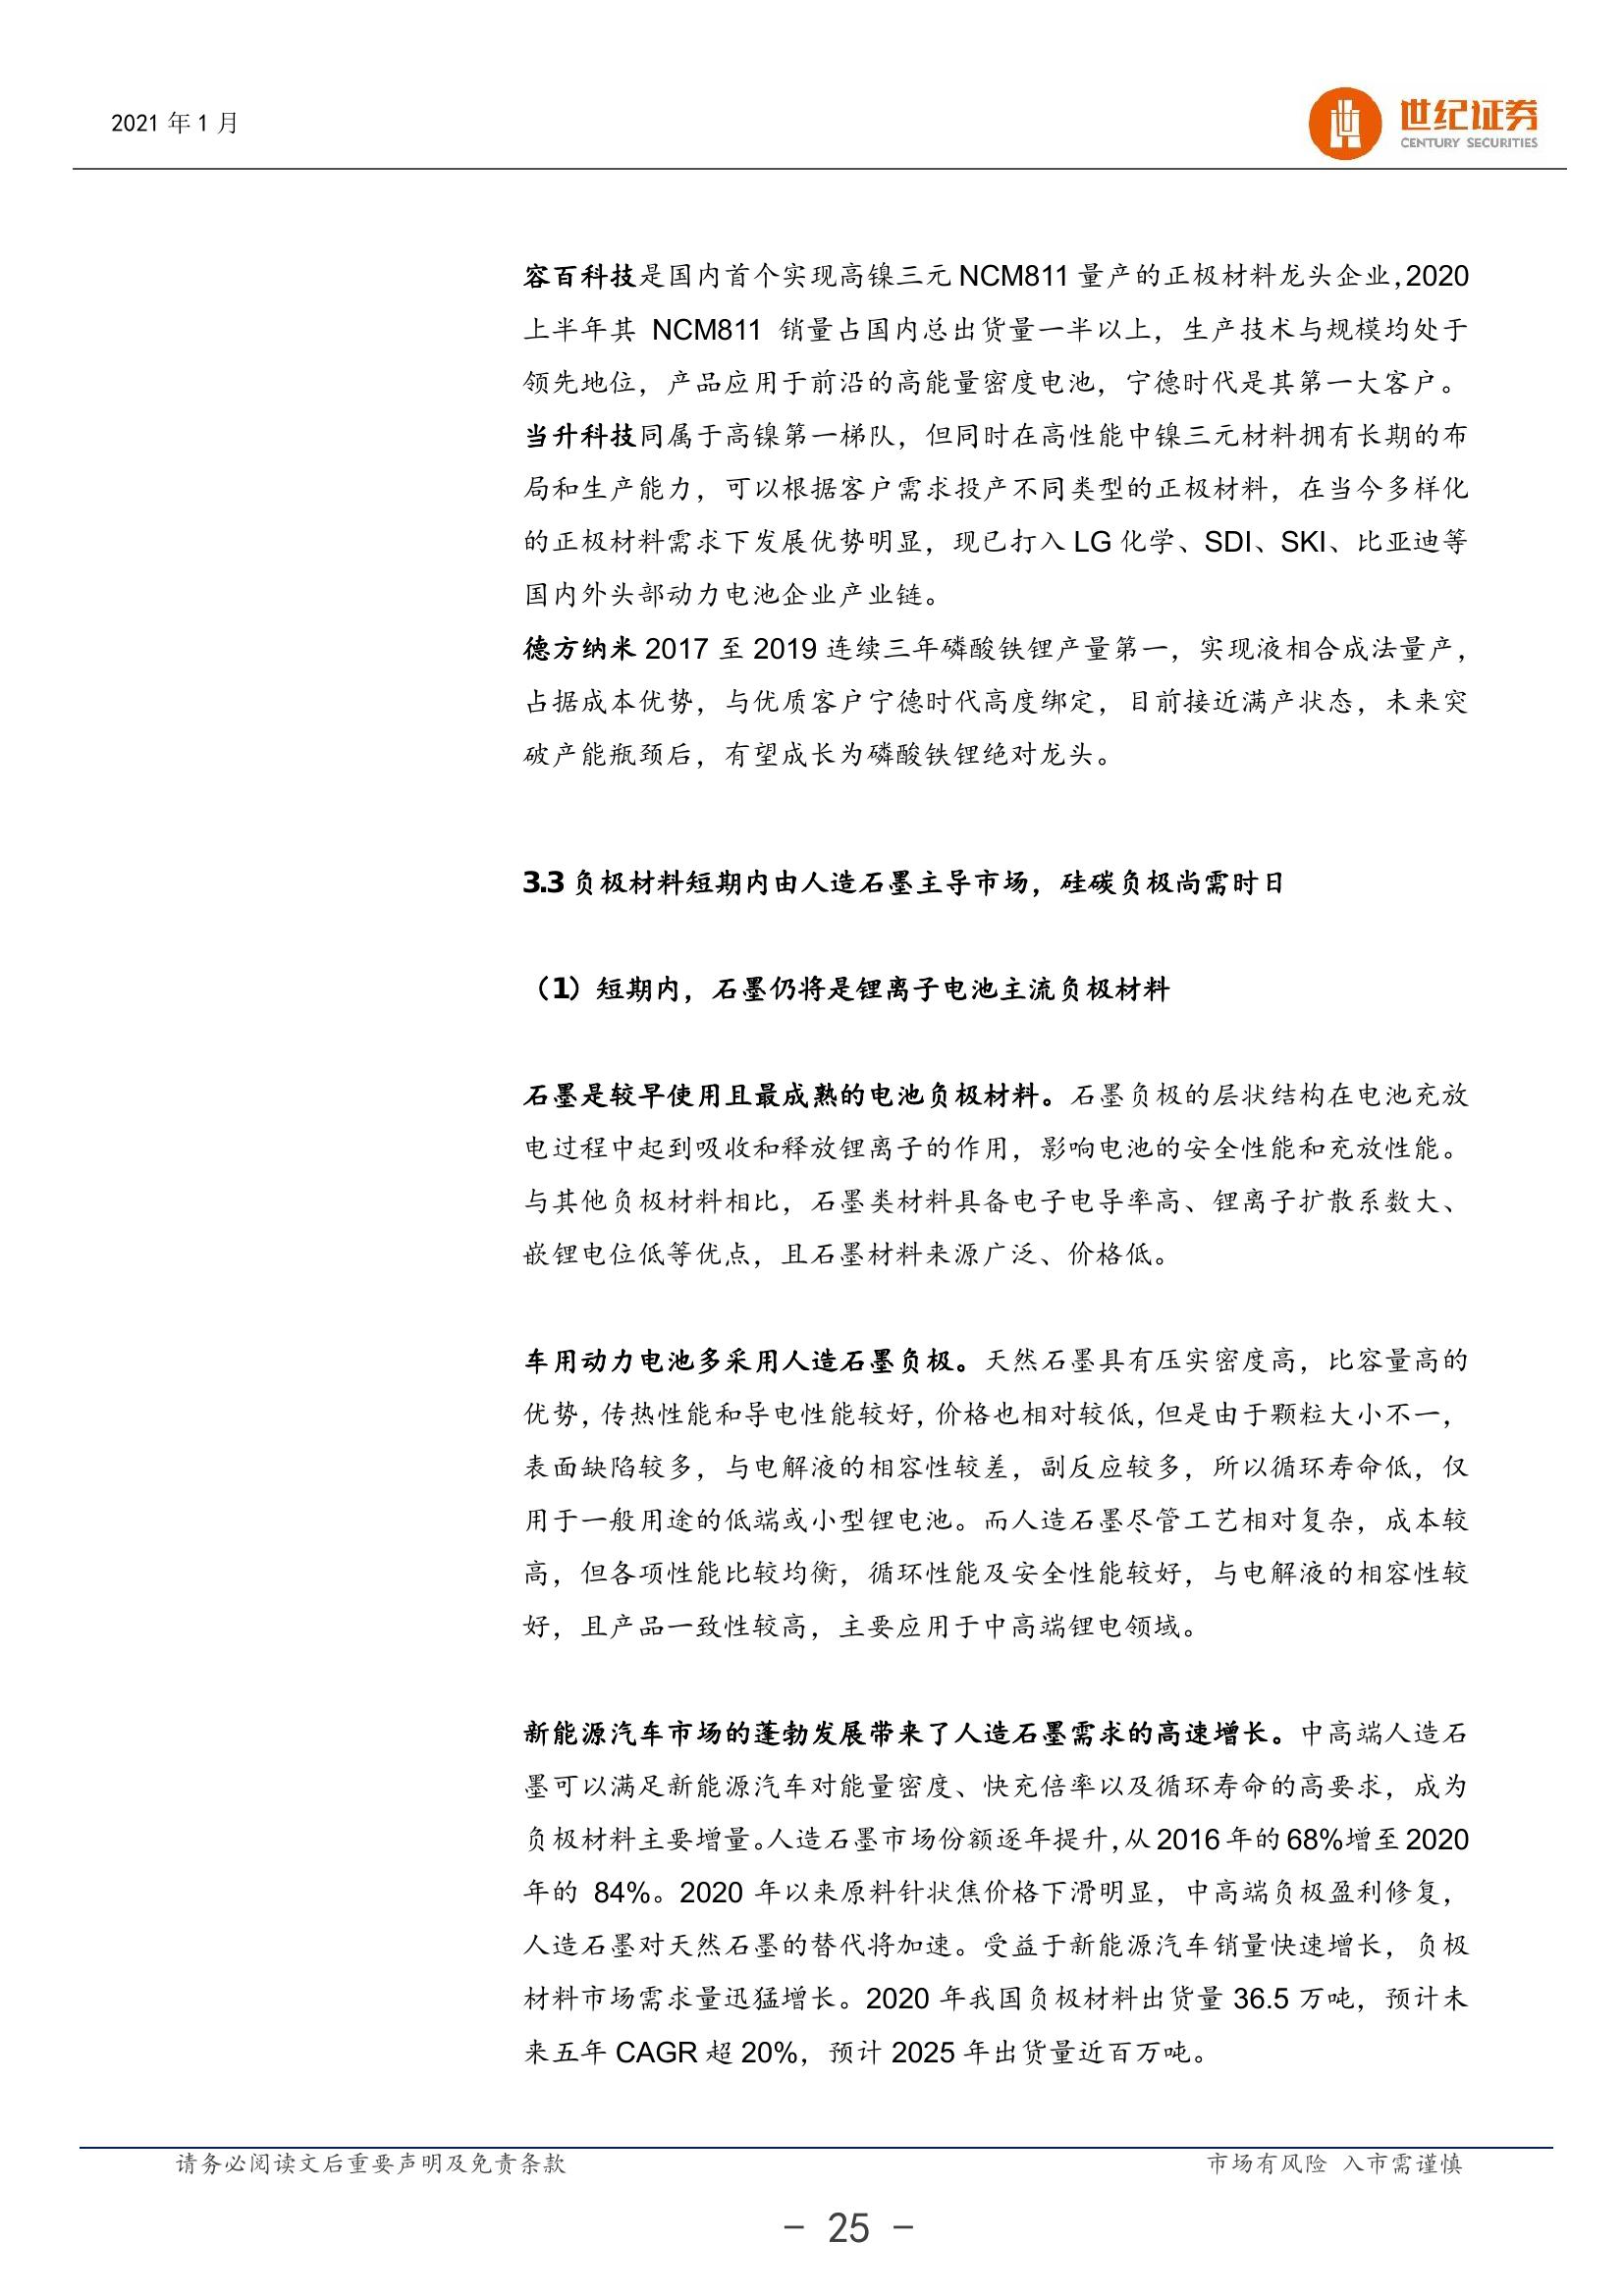 2021 年 1 月
世纪证券
CENTURY SECURITIES
容百科技是国内首个实现高镍三元 NCM811 量产的正极材料龙头企业，2020
上半年其 NCM811 销量占国内总出货量一半以上，生产技术与规模均处于
领先地位，产品应用于前沿的高能量密度电池，宁德时代是其第一大客户。
当升科技同属于高镍第一梯队，但同时在高性能中镍三元材料拥有长期的布
局和生产能力，可以根据客户需求投产不同类型的正极材料，在当今多样化
的正极材料需求下发展优势明显，现已打入 LG 化学、SDI、SKI、比亚迪等
国内外头部动力电池企业产业链。
德方纳米 2017 至 2019 连续三年磷酸铁锂产量第一，实现液相合成法量产，
占据成本优势，与优质客户宁德时代高度绑定，目前接近满产状态，未来突
破产能瓶颈后，有望成长为磷酸铁锂绝对龙头。
3.3 负极材料短期内由人造石墨主导市场，硅碳负极尚需时日
（1）短期内，石墨仍将是锂离子电池主流负极材料
石墨是较早使用且最成熟的电池负极材料。石墨负极的层状结构在电池充放
电过程中起到吸收和释放锂离子的作用，影响电池的安全性能和充放性能。
与其他负极材料相比，石墨类材料具备电子电导率高、锂离子扩散系数大、
嵌锂电位低等优点，且石墨材料来源广泛、价格低。
车用动力电池多采用人造石墨负极。天然石墨具有压实密度高，比容量高的
优势，传热性能和导电性能较好，价格也相对较低，但是由于颗粒大小不一，
表面缺陷较多，与电解液的相容性较差，副反应较多，所以循环寿命低，仅
用于一般用途的低端或小型锂电池。而人造石墨尽管工艺相对复杂，成本较
高，但各项性能比较均衡，循环性能及安全性能较好，与电解液的相容性较
好，且产品一致性较高，主要应用于中高端锂电领域。
新能源汽车市场的蓬勃发展带来了人造石墨需求的高速增长。中高端人造石
墨可以满足新能源汽车对能量密度、快充倍率以及循环寿命的高要求，成为
负极材料主要增量。人造石墨市场份额逐年提升，从 2016 年的 68%增至 2020
年的 84%。2020 年以来原料针状焦价格下滑明显，中高端负极盈利修复，
人造石墨对天然石墨的替代将加速。受益于新能源汽车销量快速增长，负极
材料市场需求量迅猛增长。2020 年我国负极材料出货量 36.5 万吨，预计未
来五年 CAGR 超 20%，预计 2025 年出货量近百万吨。
请务必阅读文后重要声明及免责条款
市场有风险 入市需谨慎
- 25 -